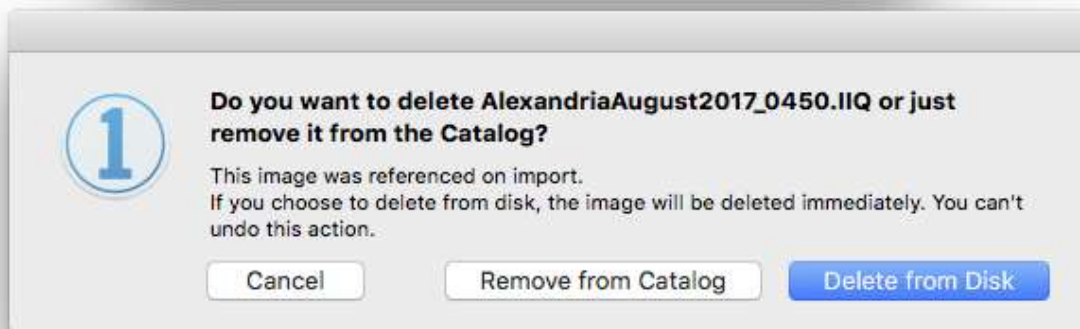 1
Do you want to delete AlexandriaAugust2017_0450.IIQ or just
remove it from the Catalog?
This image was referenced on import.
If you choose to delete from disk, the image will be deleted immediately. You can't
undo this action.
Cancel
Remove from Catalog
Delete from Disk